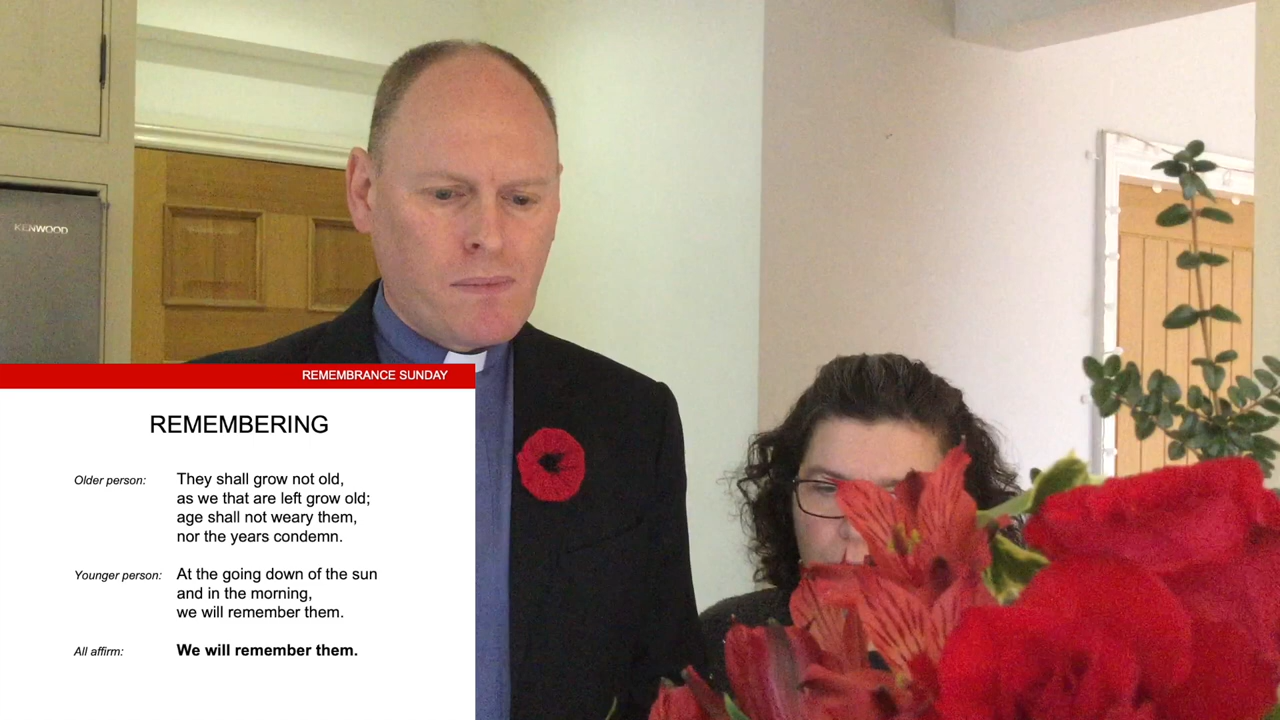 KENWOOD
REMEMBRANCE SUNDAY
REMEMBERING
Older person: They shall grow not old,
as we that are left grow old;
age shall not weary them,
nor the years condemn.
Younger person: At the going down of the sun
and in the morning,
we will remember them.
All affirm: We will remember them.